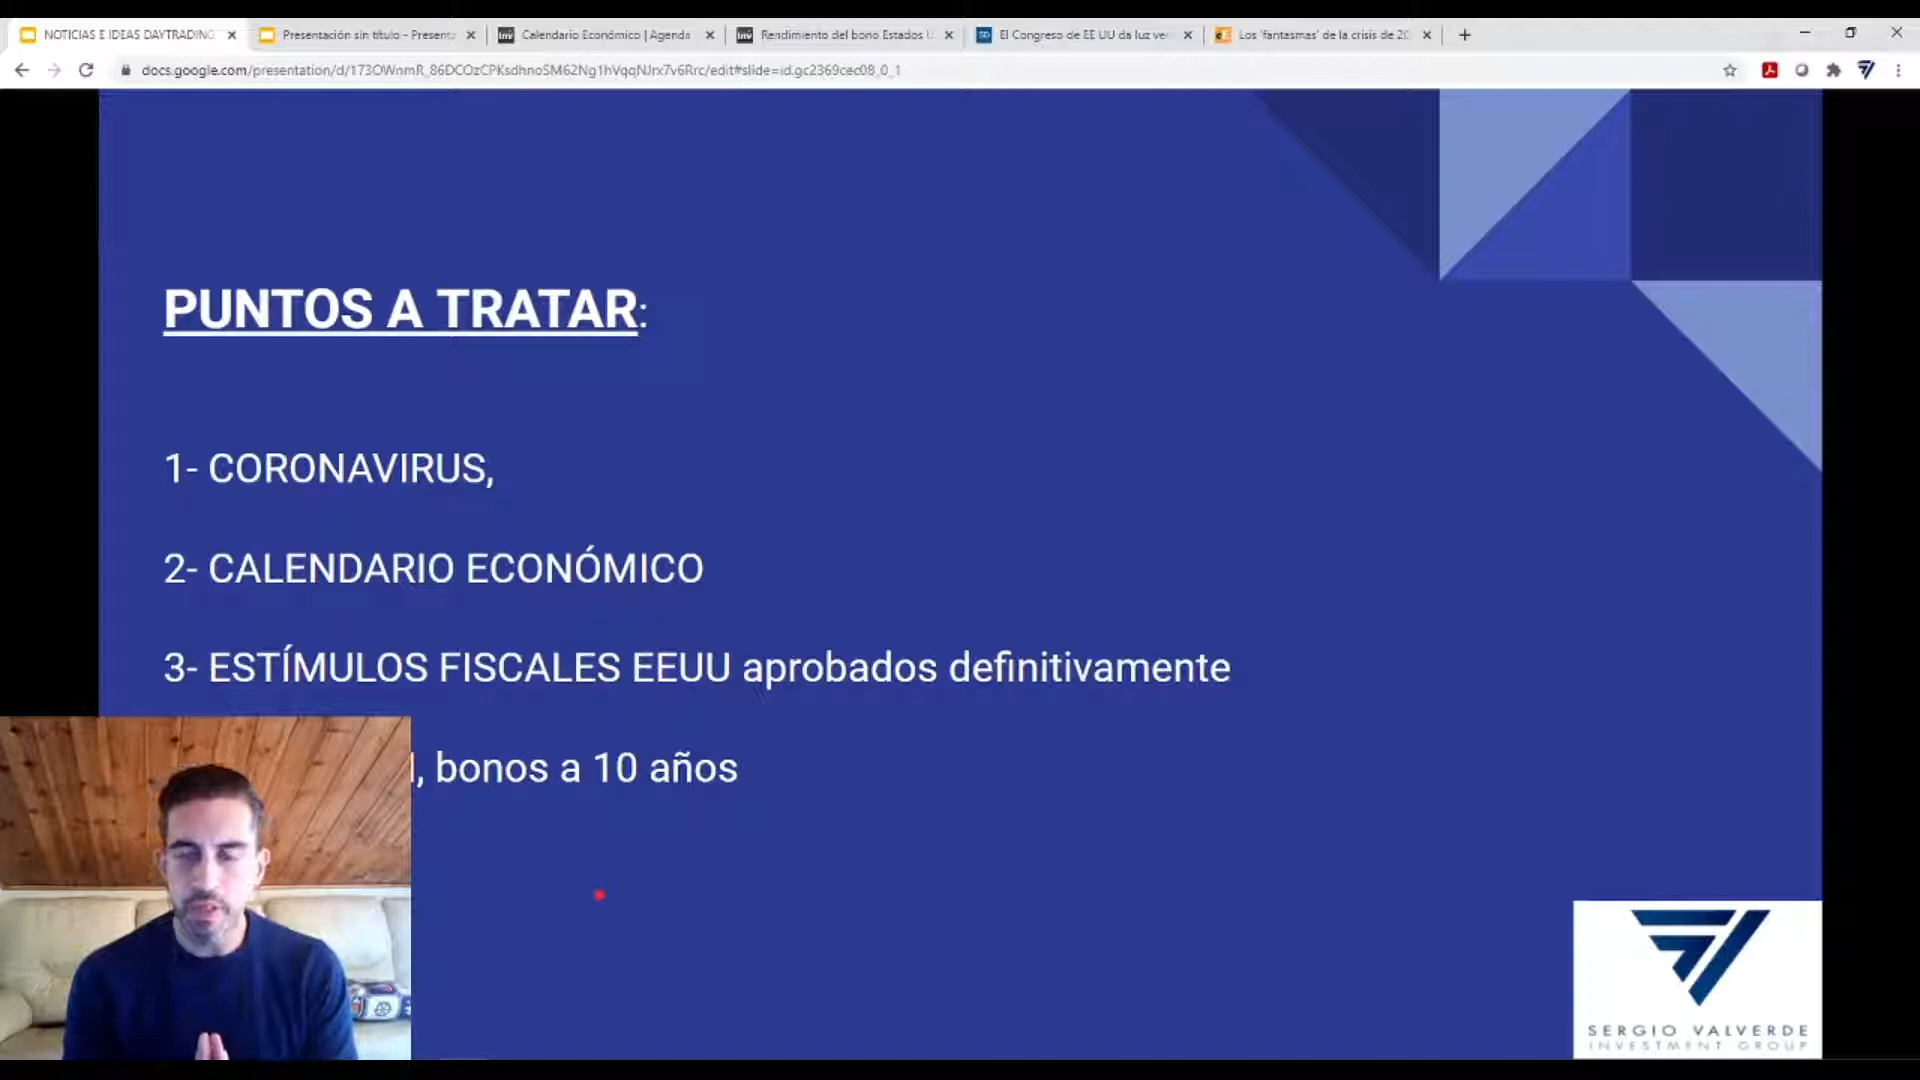 NOTICIAS E IDEAS DAYTRADING
Presentación sin título - Present
Calendario Económico | Agenda
Rendimiento del bono Estados
El Congreso de EE UU da luz ve
Los 'fantasmas' de la crisis de 20
docs.google.com/presentation/d/173OWnmR_86DCOzCPKsdhnoSM62Ng1hVqqNJrx7v6Rrc/edit#slide=id.gc2369cec08_0_1
PUNTOS A TRATAR:
1- CORONAVIRUS,
2- CALENDARIO ECONÓMICO
3- ESTÍMULOS FISCALES EEUU aprobados definitivamente
, bonos a 10 años
SERGIO VALVERDE
INVESTMENT GROUP